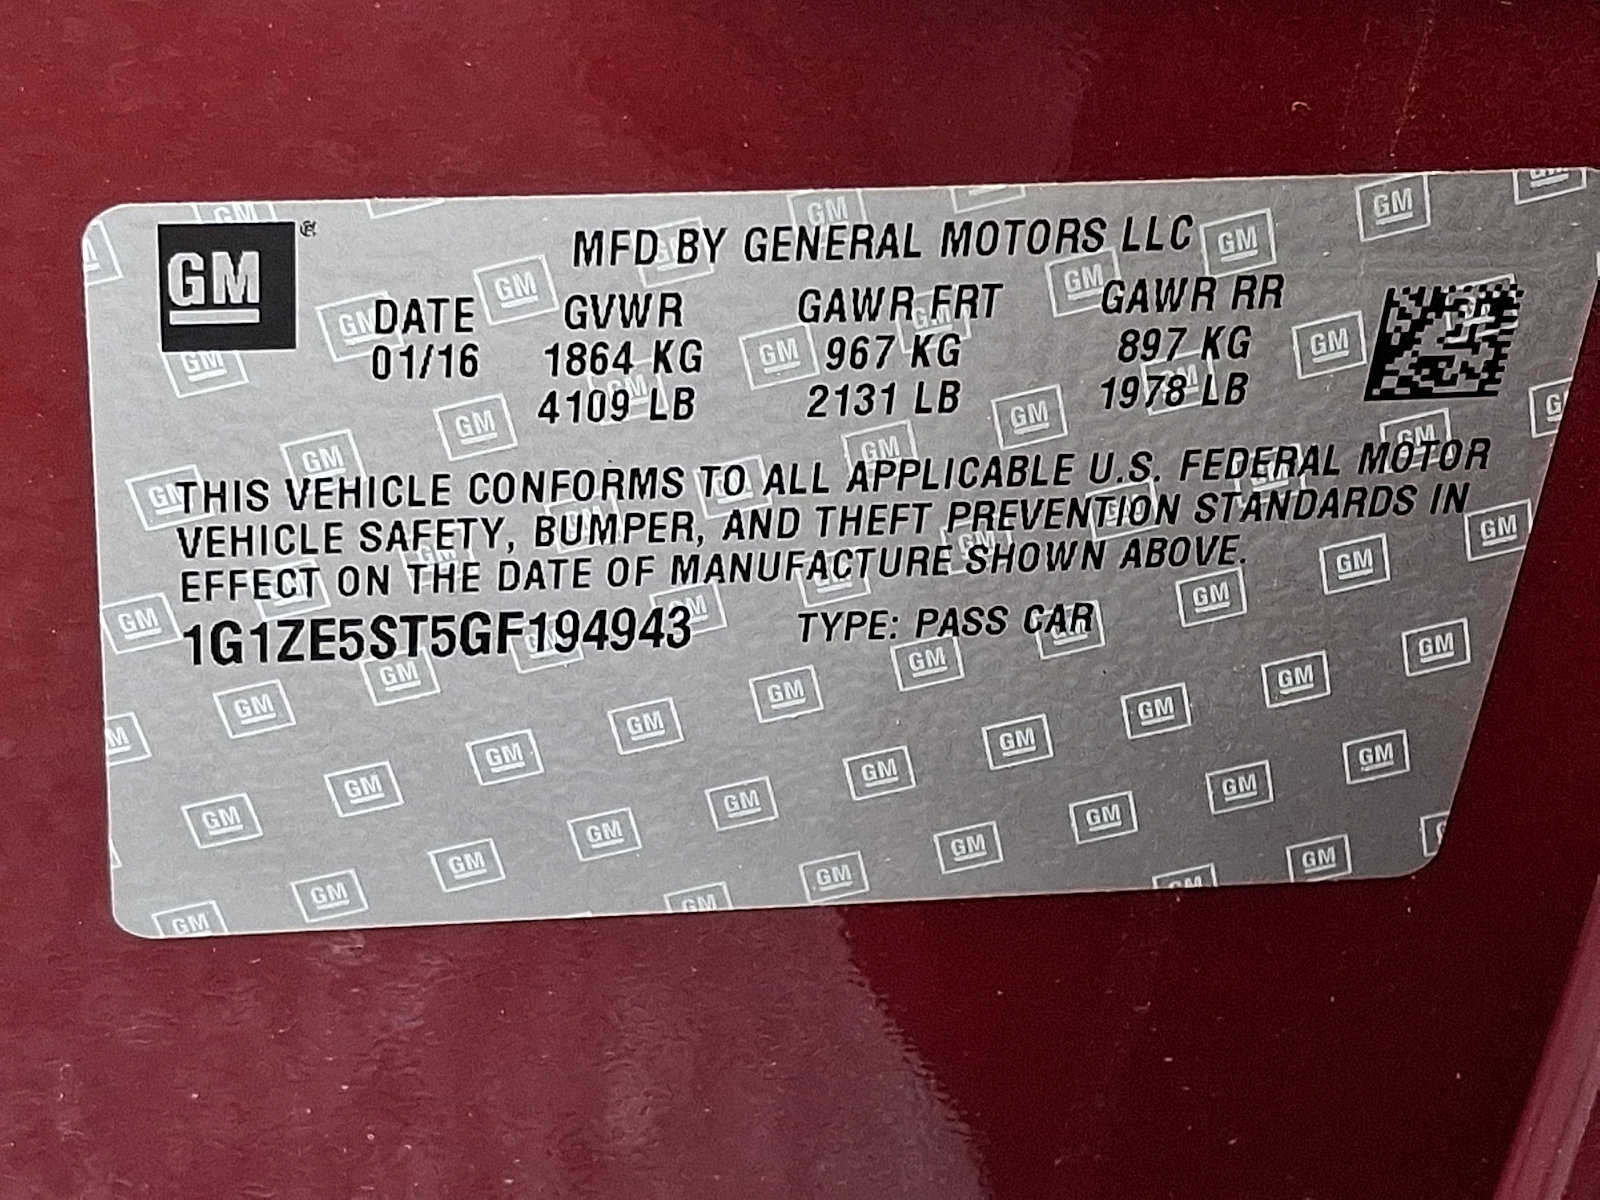 GM
MFD BY GENERAL MOTORS LLC
DATE GVWR GAWR FRT GAWR RR
01/16 1864 KG 967 KG 897 KG
4109 LB 2131 LB 1978 LB
THIS VEHICLE CONFORMS TO ALL APPLICABLE U.S. FEDERAL MOTOR
VEHICLE SAFETY, BUMPER, AND THEFT PREVENTION STANDARDS IN
EFFECT ON THE DATE OF MANUFACTURE SHOWN ABOVE.
1G1ZE5ST5GF194943 TYPE: PASS CAR